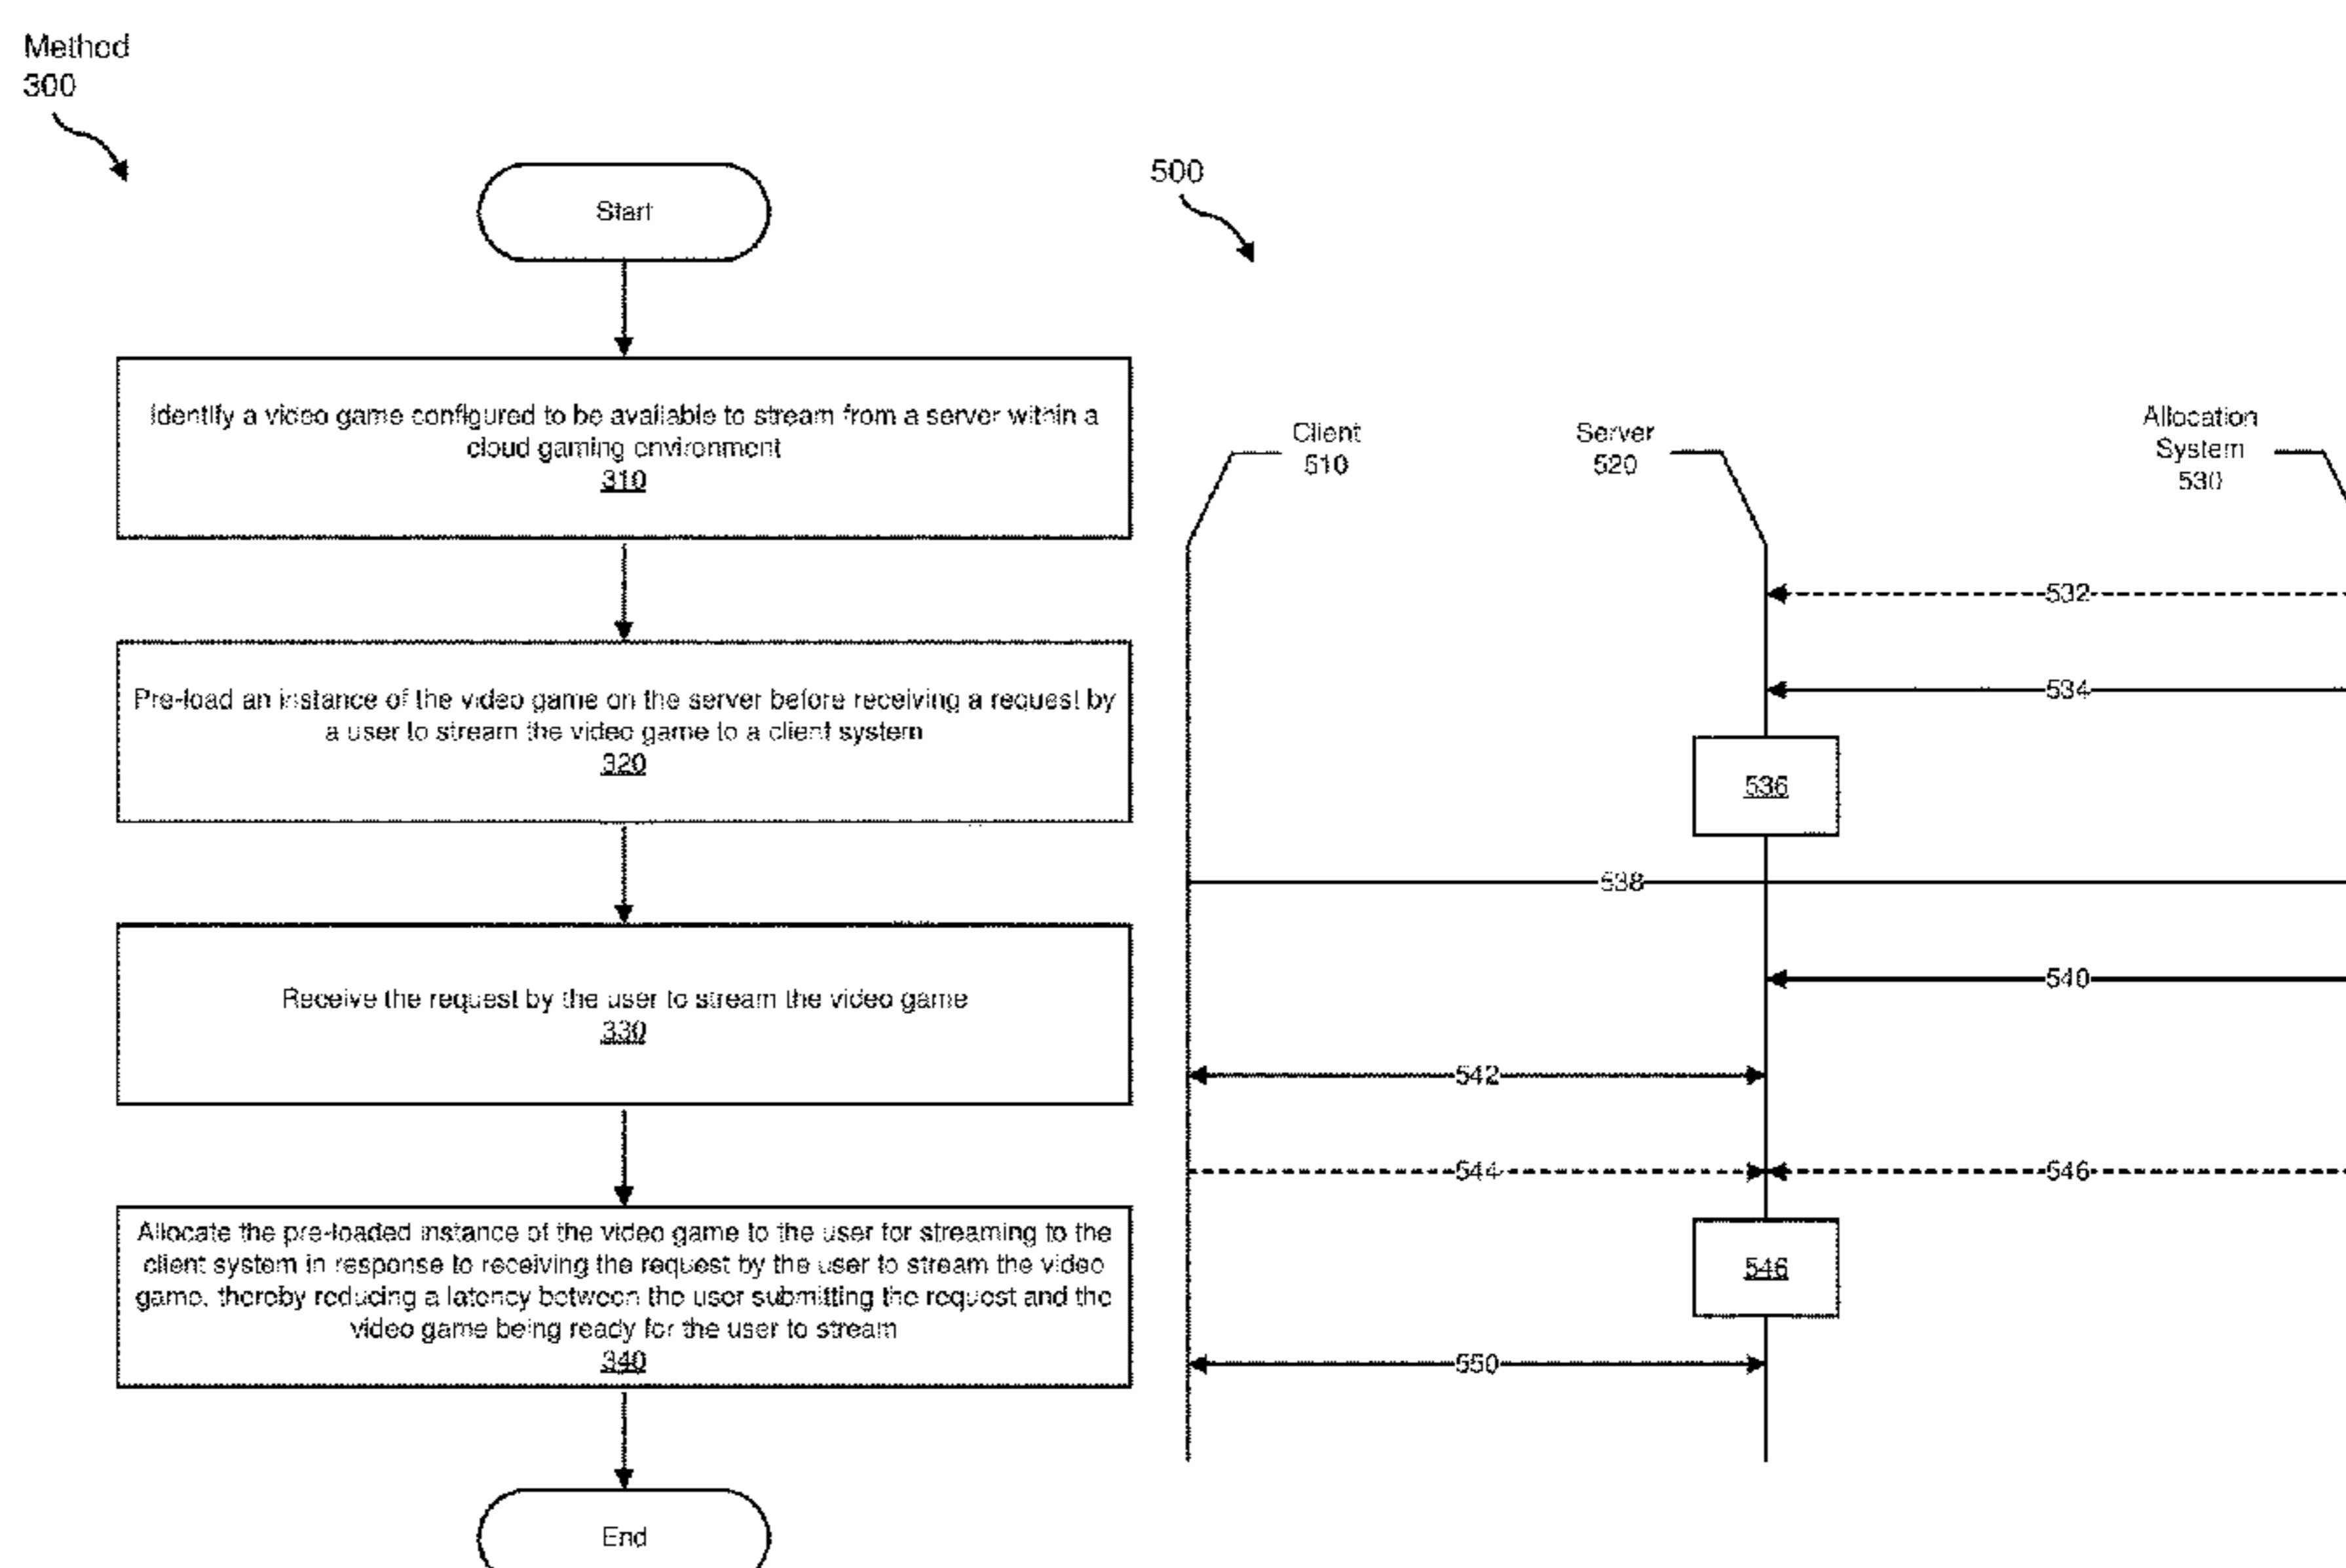 Method
300
Start
Identify a video game configured to be available to stream from a server within a
cloud gaming environment
310
Pre-load an instance of the video game on the server before receiving a request by
a user to stream the video game to a client system
320
Receive the request by the user to stream the video game
330
Allocate the pre-loaded instance of the video game to the user for streaming to the
client system in response to receiving the request by the user to stream the video
game, thereby reducing a latency between the user submitting the request and the
video game being ready for the user to stream
340
End
500
Client
510
Server
520
Allocation
System
530
532
534
536
538
540
542
544
546
546
550